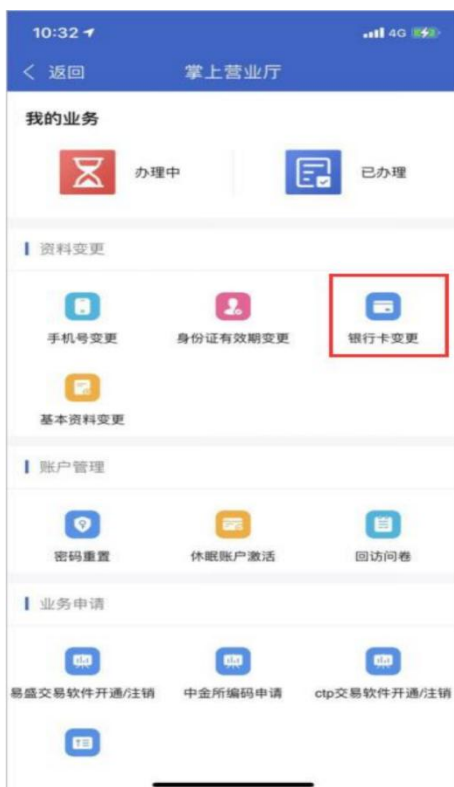 10:32 4G
返回 掌上营业厅
我的业务
办理中 已办理
资料变更
手机号变更 身份证有效期变更 银行卡变更
基本资料变更
账户管理
密码重置 休眠账户激活 回访问卷
业务申请
易盛交易软件开通/注销 中金所编码申请 ctp交易软件开通/注销